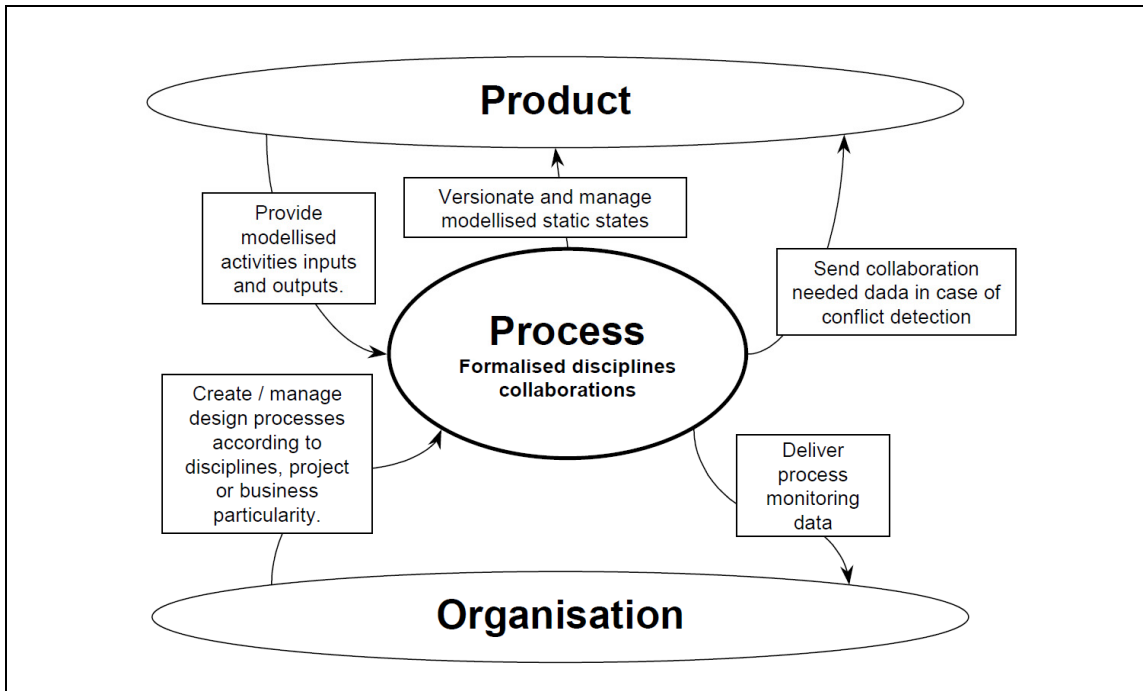 Product
Versionate and manage
modellised static states
Provide
modellised
activities inputs
and outputs.
Send collaboration
needed dada in case of
conflict detection
Process
Formalised disciplines
collaborations
Create / manage
design processes
according to
disciplines, project
or business
particularity.
Deliver
process
monitoring
data
Organisation